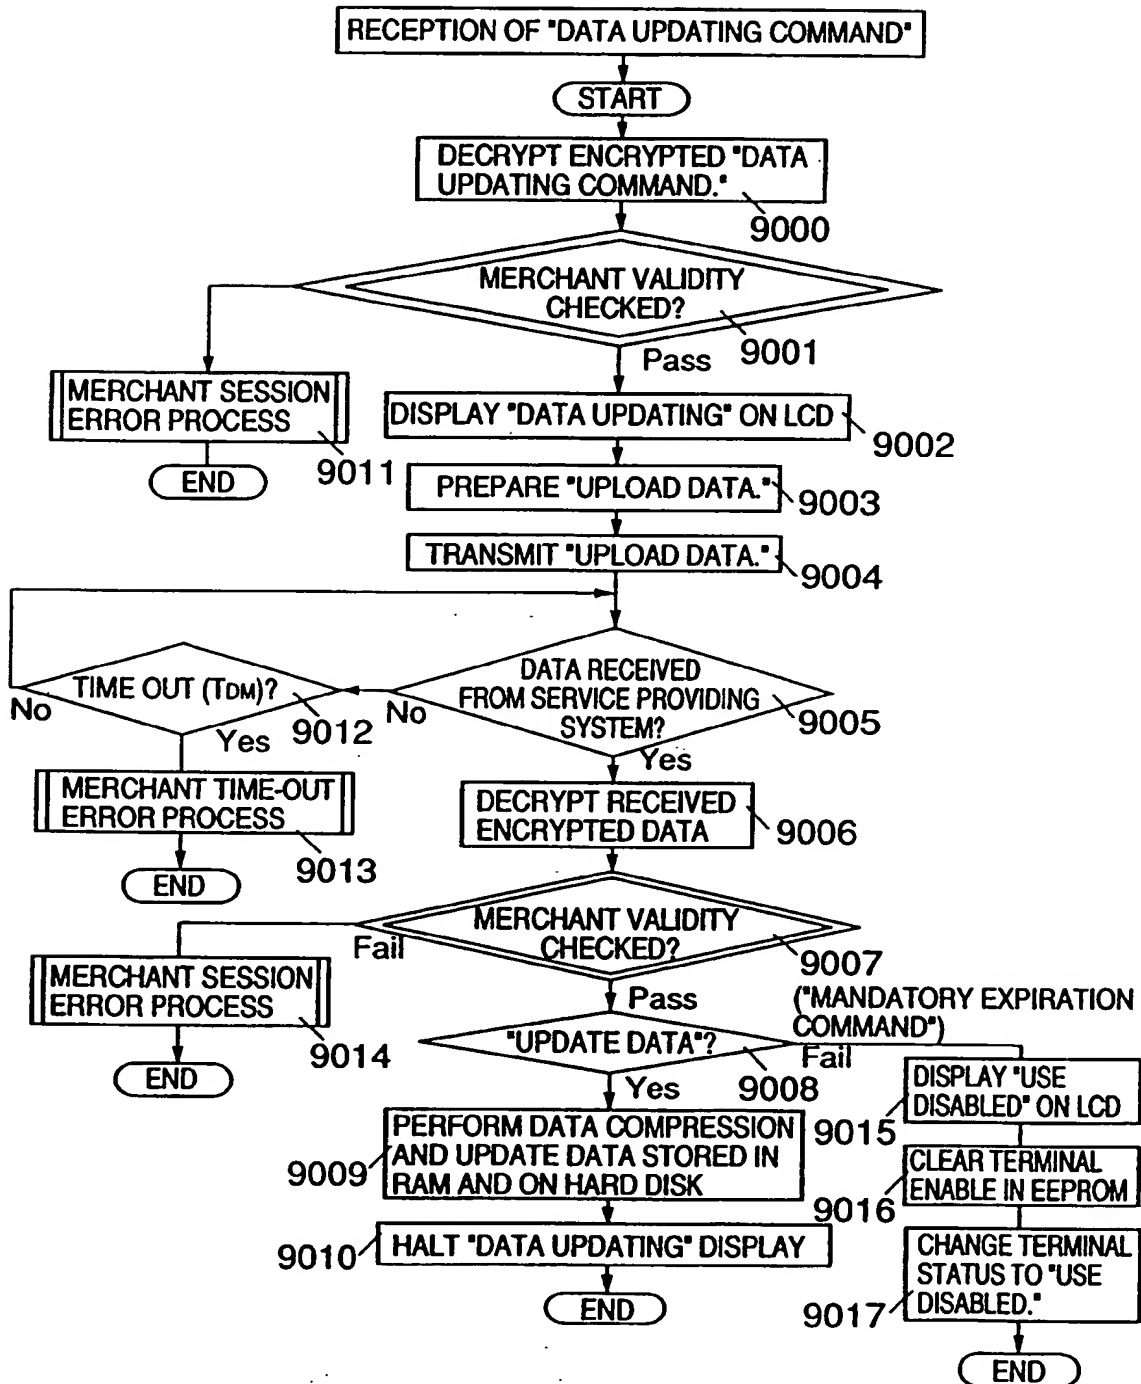 RECEPTION OF "DATA UPDATING COMMAND"
START
DECRYPT ENCRYPTED "DATA
UPDATING COMMAND."
9000
MERCHANT VALIDITY
CHECKED?
9001
Pass
MERCHANT SESSION
ERROR PROCESS
9011
END
DISPLAY "DATA UPDATING" ON LCD
9002
PREPARE "UPLOAD DATA."
9003
TRANSMIT "UPLOAD DATA."
9004
DATA RECEIVED
FROM SERVICE PROVIDING
SYSTEM?
9005
No
TIME OUT (TDM)?
9012
No
Yes
MERCHANT TIME-OUT
ERROR PROCESS
9013
END
Yes
DECRYPT RECEIVED
ENCRYPTED DATA
9006
MERCHANT VALIDITY
CHECKED?
9007
Fail
MERCHANT SESSION
ERROR PROCESS
9014
END
Pass
"UPDATE DATA"?
9008
("MANDATORY EXPIRATION
COMMAND")
Fail
Yes
PERFORM DATA COMPRESSION
AND UPDATE DATA STORED IN
RAM AND ON HARD DISK
9009
HALT "DATA UPDATING" DISPLAY
9010
END
DISPLAY "USE
DISABLED" ON LCD
9015
CLEAR TERMINAL
ENABLE IN EEPROM
9016
CHANGE TERMINAL
STATUS TO "USE
DISABLED."
9017
END